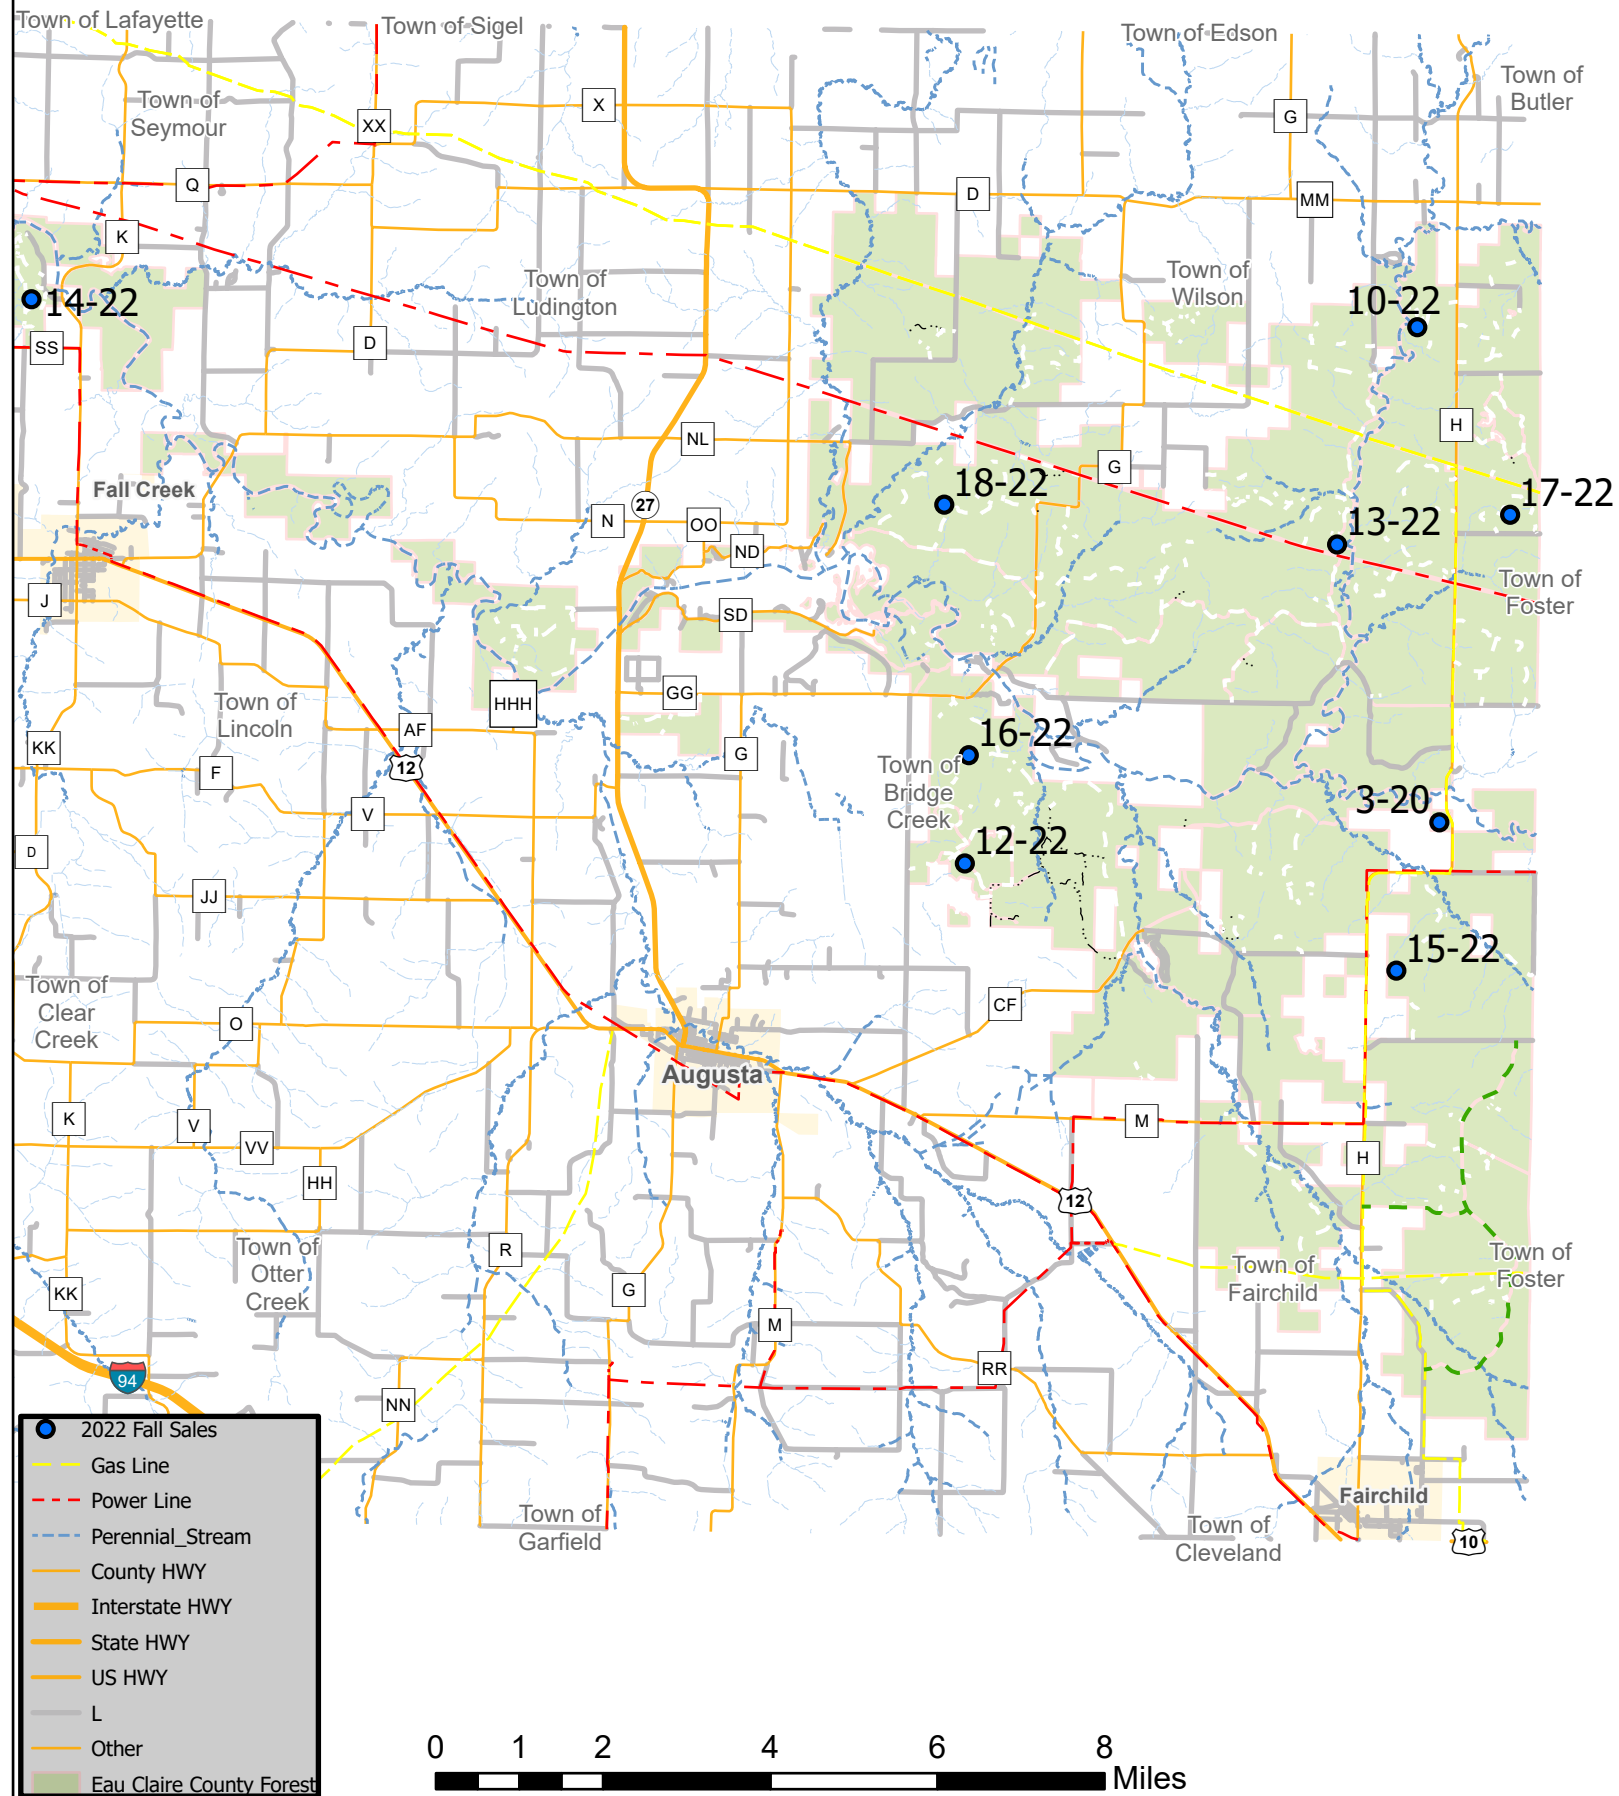 Town of Lafayette
Town of Sigel
Town of Edson
Town of
Butler
Town of
Seymour
X
XX
G
Q
D
MM
K
Town of
Ludington
Town of
Wilson
14-22
10-22
SS
D
H
NL
G
Fall Creek
18-22
17-22
27
N
OO
13-22
ND
Town of
Foster
J
SD
GG
HHH
Town of
Lincoln
AF
16-22
KK
G
12
F
Town of
Bridge
Creek
3-20
V
12-22
D
JJ
15-22
Town of
Clear
Creek
CF
O
Augusta
K
V
M
VV
H
HH
12
Town of
Otter
Creek
R
Town of
Foster
Town of
Fairchild
G
KK
M
RR
94
NN
Fairchild
Town of
Garfield
Town of
Cleveland
10
2022 Fall Sales
Gas Line
Power Line
Perennial_Stream
County HWY
Interstate HWY
State HWY
US HWY
L
Other
Eau Claire County Forest
0 1 2 4 6 8
Miles